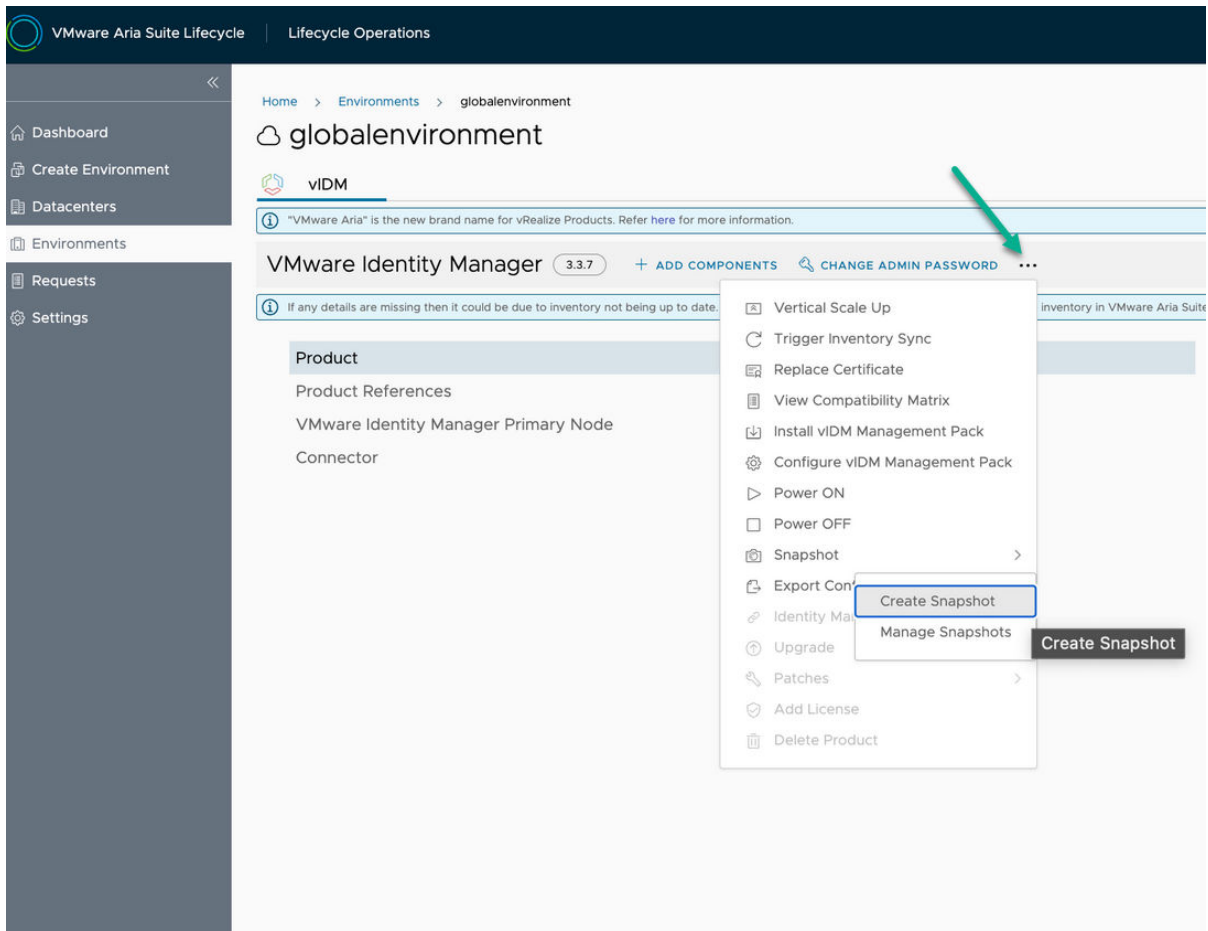 VMware Aria Suite Lifecycle Lifecycle Operations
Home > Environments > globalenvironment
globalenvironment
Dashboard
Create Environment
Datacenters
Environments
Requests
Settings
vIDM
"VMware Aria" is the new brand name for vRealize Products. Refer here for more information.
VMware Identity Manager 3.3.7 + ADD COMPONENTS CHANGE ADMIN PASSWORD ...
If any details are missing then it could be due to inventory not being up to date. inventory in VMware Aria Suite
Product
Product References
VMware Identity Manager Primary Node
Connector
Vertical Scale Up
Trigger Inventory Sync
Replace Certificate
View Compatibility Matrix
Install vIDM Management Pack
Configure vIDM Management Pack
Power ON
Power OFF
Snapshot
Export Con
Identity Ma
Upgrade
Patches
Add License
Delete Product
Create Snapshot
Manage Snapshots
Create Snapshot